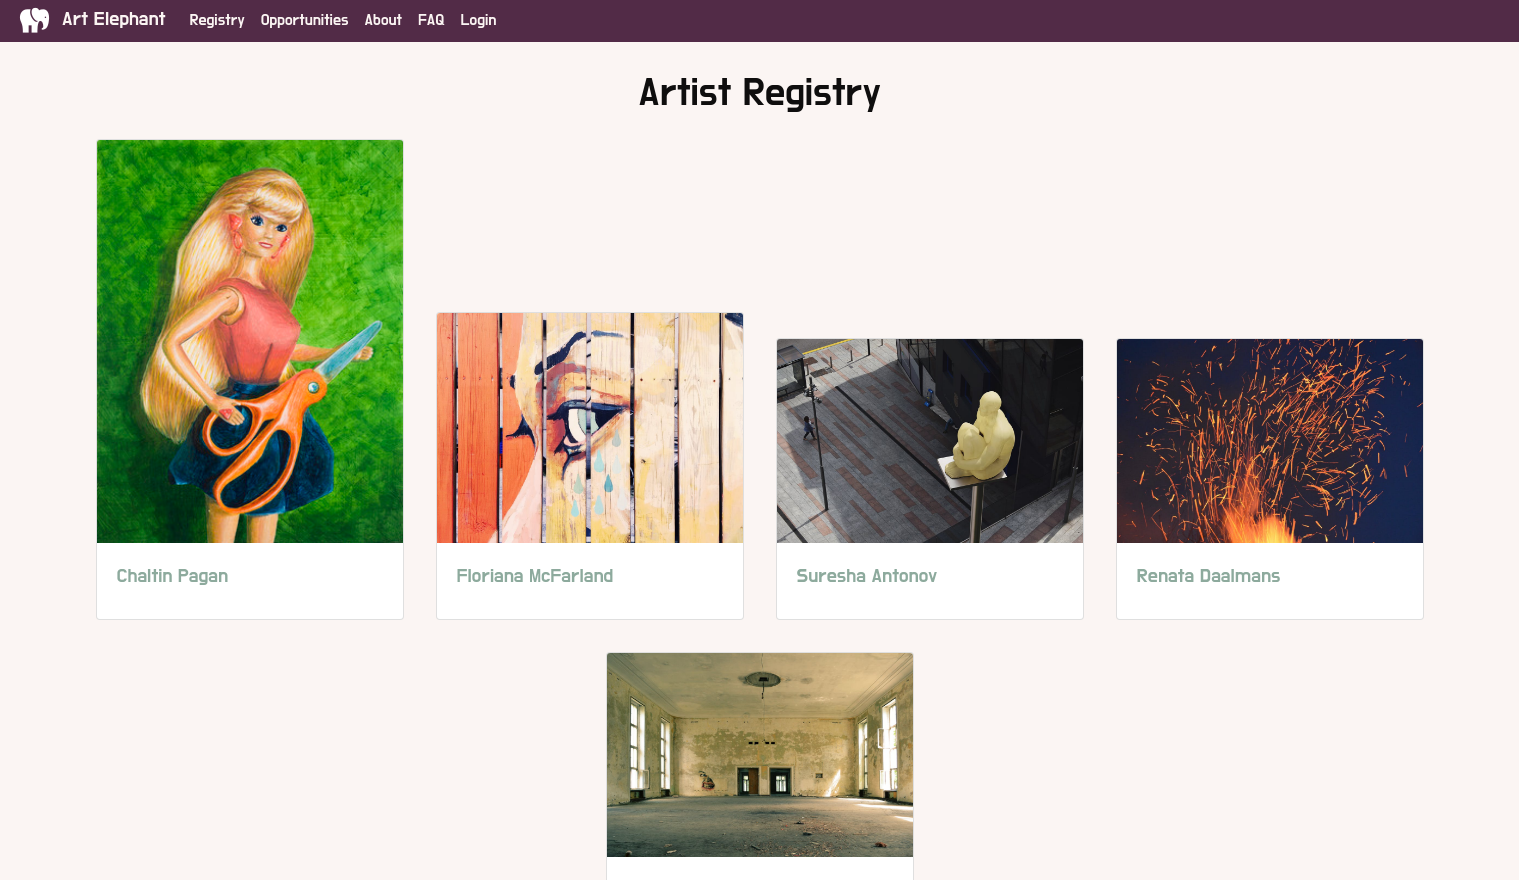 Art Elephant Registry Opportunities About FAQ Login
Artist Registry
Chaltin Pagan
Floriana McFarland
Suresha Antonov
Renata Daalmans